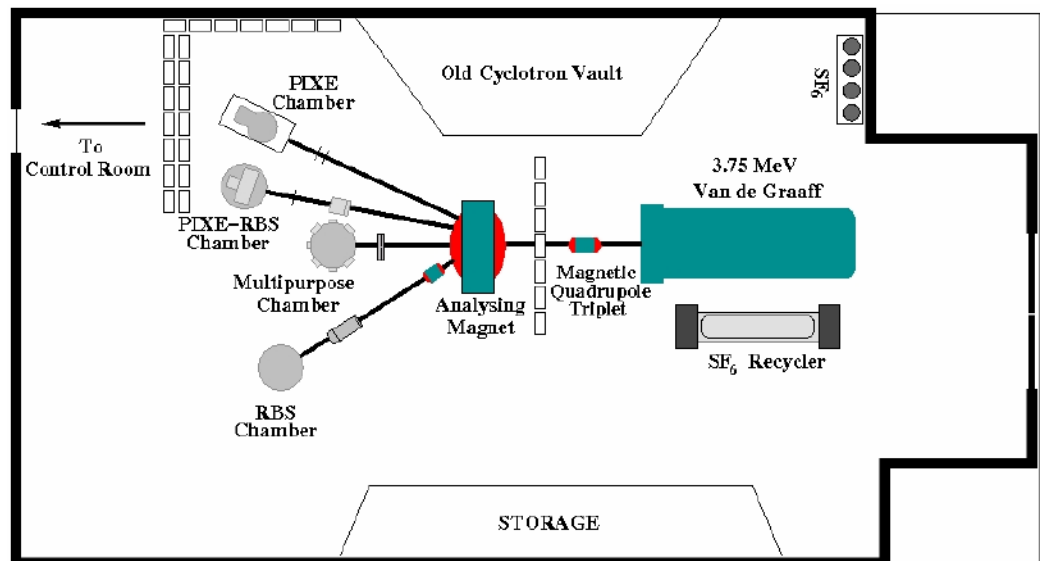 Old Cyclotron Vault
SF6
PIXE
Chamber
To
Control Room
3.75 MeV
Van de Graaff
PIXE-RBS
Chamber
Multipurpose
Chamber
Analysing
Magnet
Magnetic
Quadrupole
Triplet
SF6 Recycler
RBS
Chamber
STORAGE